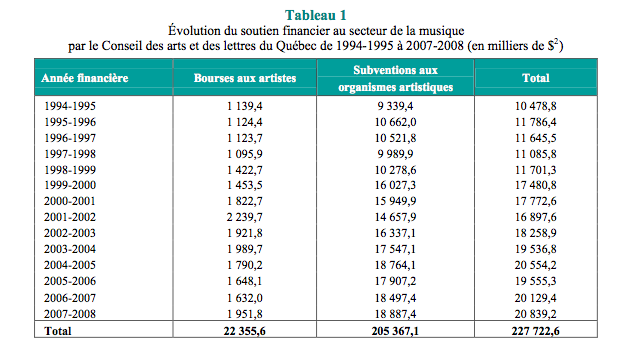 Tableau 1
Évolution du soutien financier au secteur de la musique
par le Conseil des arts et des lettres du Québec de 1994-1995 à 2007-2008 (en milliers de $²)
Année financière Bourses aux artistes Subventions aux organismes artistiques Total
1994-1995 1 139,4 9 339,4 10 478,8
1995-1996 1 124,4 10 662,0 11 786,4
1996-1997 1 123,7 10 521,8 11 645,5
1997-1998 1 095,9 9 989,9 11 085,8
1998-1999 1 422,7 10 278,6 11 701,3
1999-2000 1 453,5 16 027,3 17 480,8
2000-2001 1 822,7 15 949,9 17 772,6
2001-2002 2 239,7 14 657,9 16 897,6
2002-2003 1 921,8 16 337,1 18 258,9
2003-2004 1 989,7 17 547,1 19 536,8
2004-2005 1 790,2 18 764,1 20 554,2
2005-2006 1 648,1 17 907,2 19 555,3
2006-2007 1 632,0 18 497,4 20 129,4
2007-2008 1 951,8 18 887,4 20 839,2
Total 22 355,6 205 367,1 227 722,6